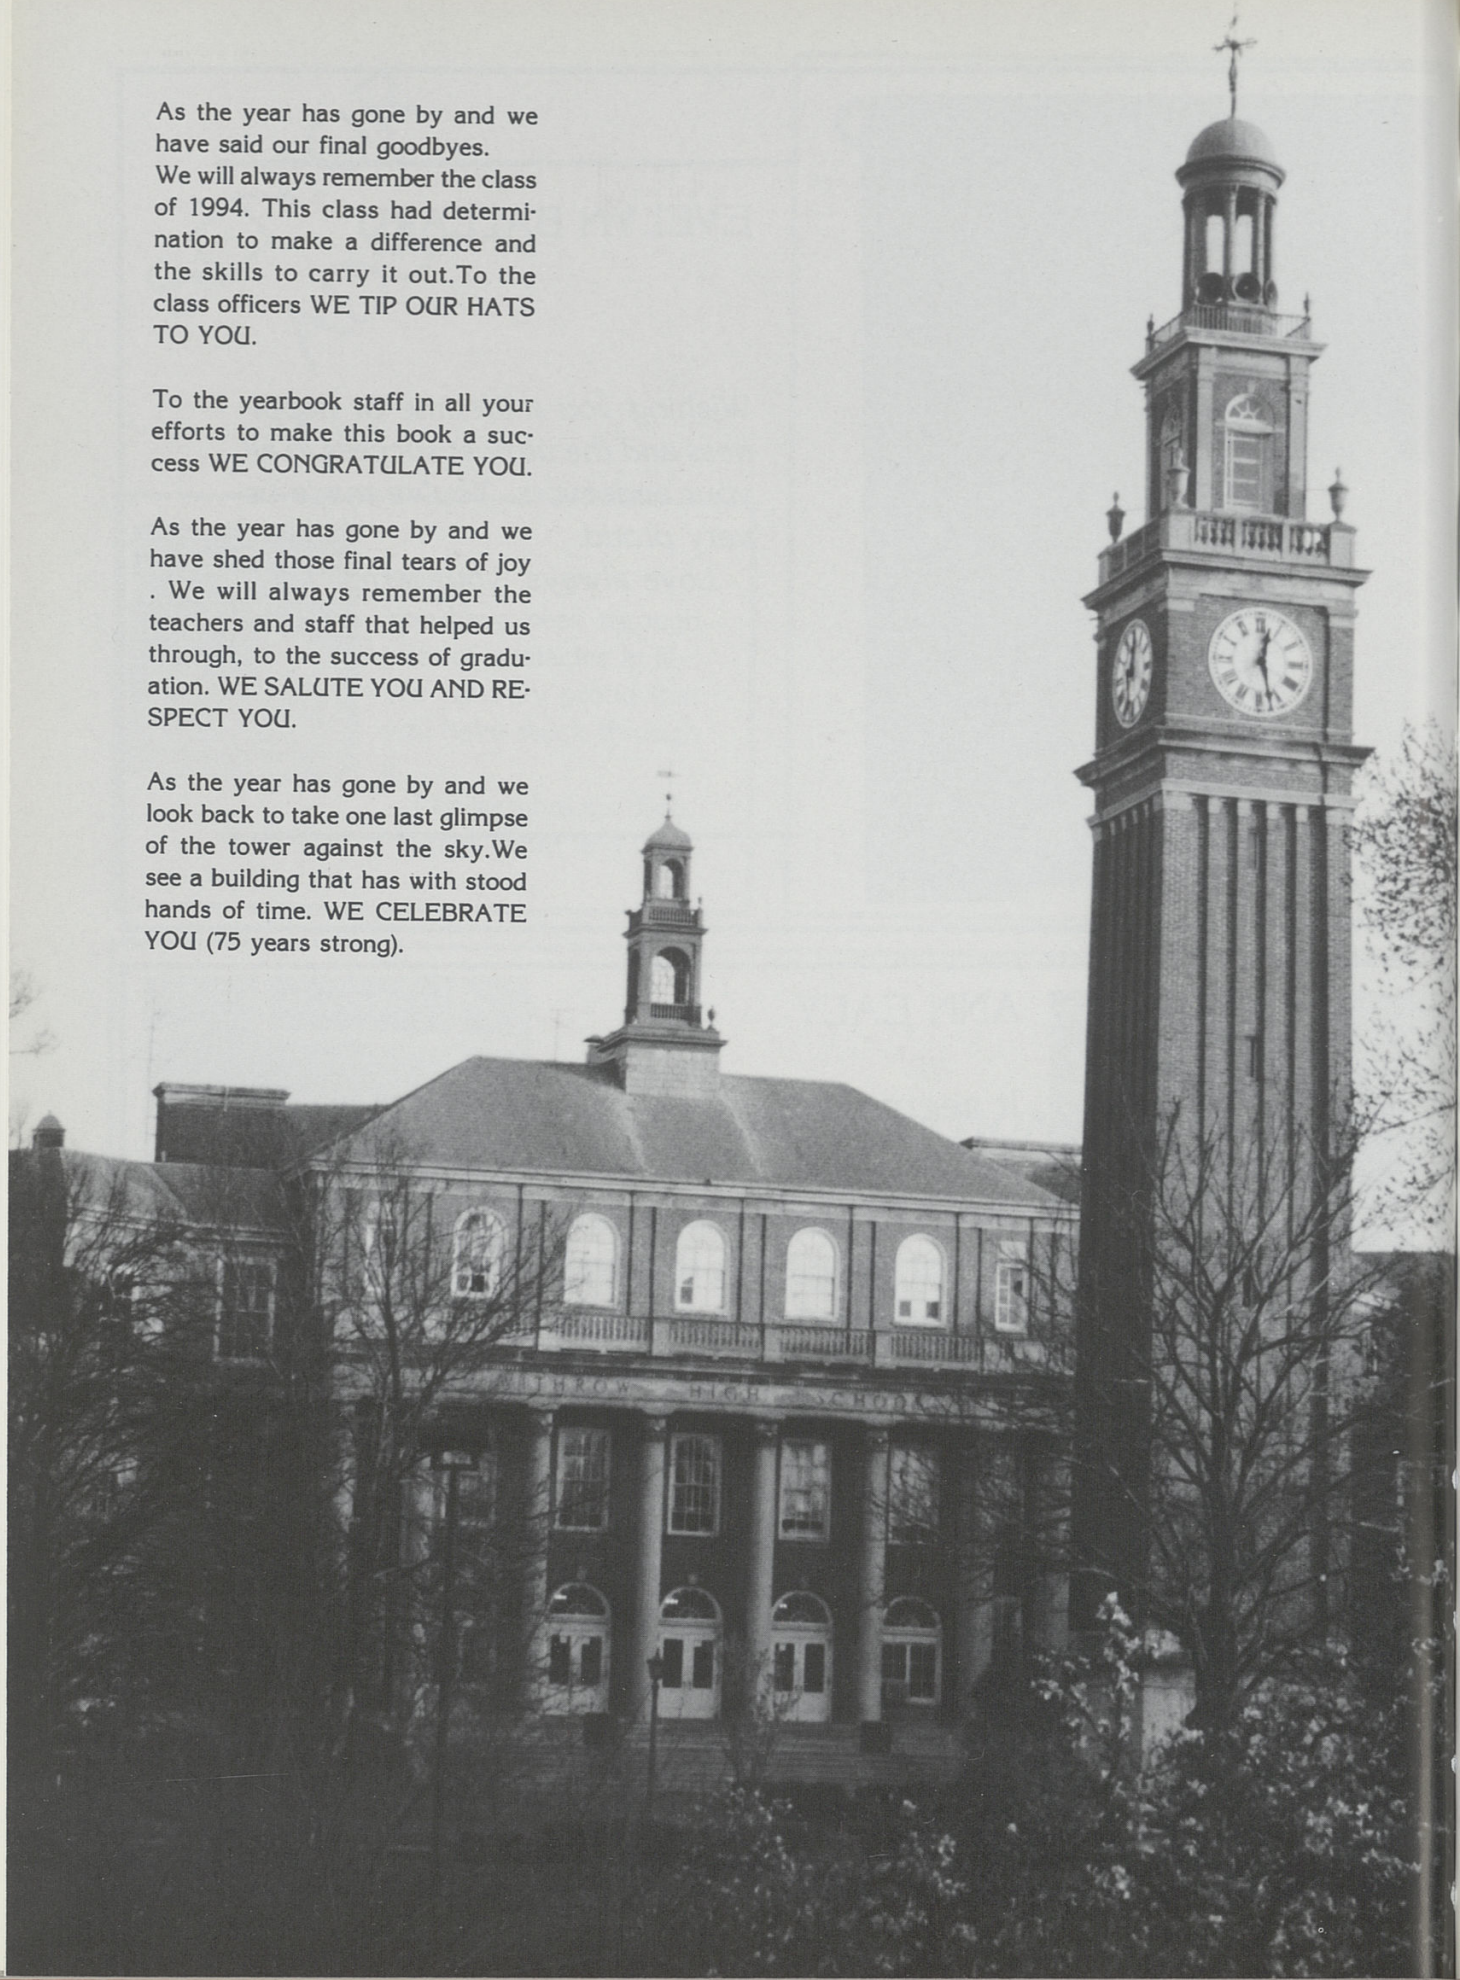 As the year has gone by and we
have said our final goodbyes.
We will always remember the class
of 1994. This class had determi-
nation to make a difference and
the skills to carry it out.To the
class officers WE TIP OUR HATS
TO YOU.
To the yearbook staff in all your
efforts to make this book a suc-
cess WE CONGRATULATE YOU.
As the year has gone by and we
have shed those final tears of joy
. We will always remember the
teachers and staff that helped us
through, to the success of gradu-
ation. WE SALUTE YOU AND RE-
SPECT YOU.
As the year has gone by and we
look back to take one last glimpse
of the tower against the sky.We
see a building that has with stood
hands of time. WE CELEBRATE
YOU (75 years strong).
WITHROW HIGH SCHOOL